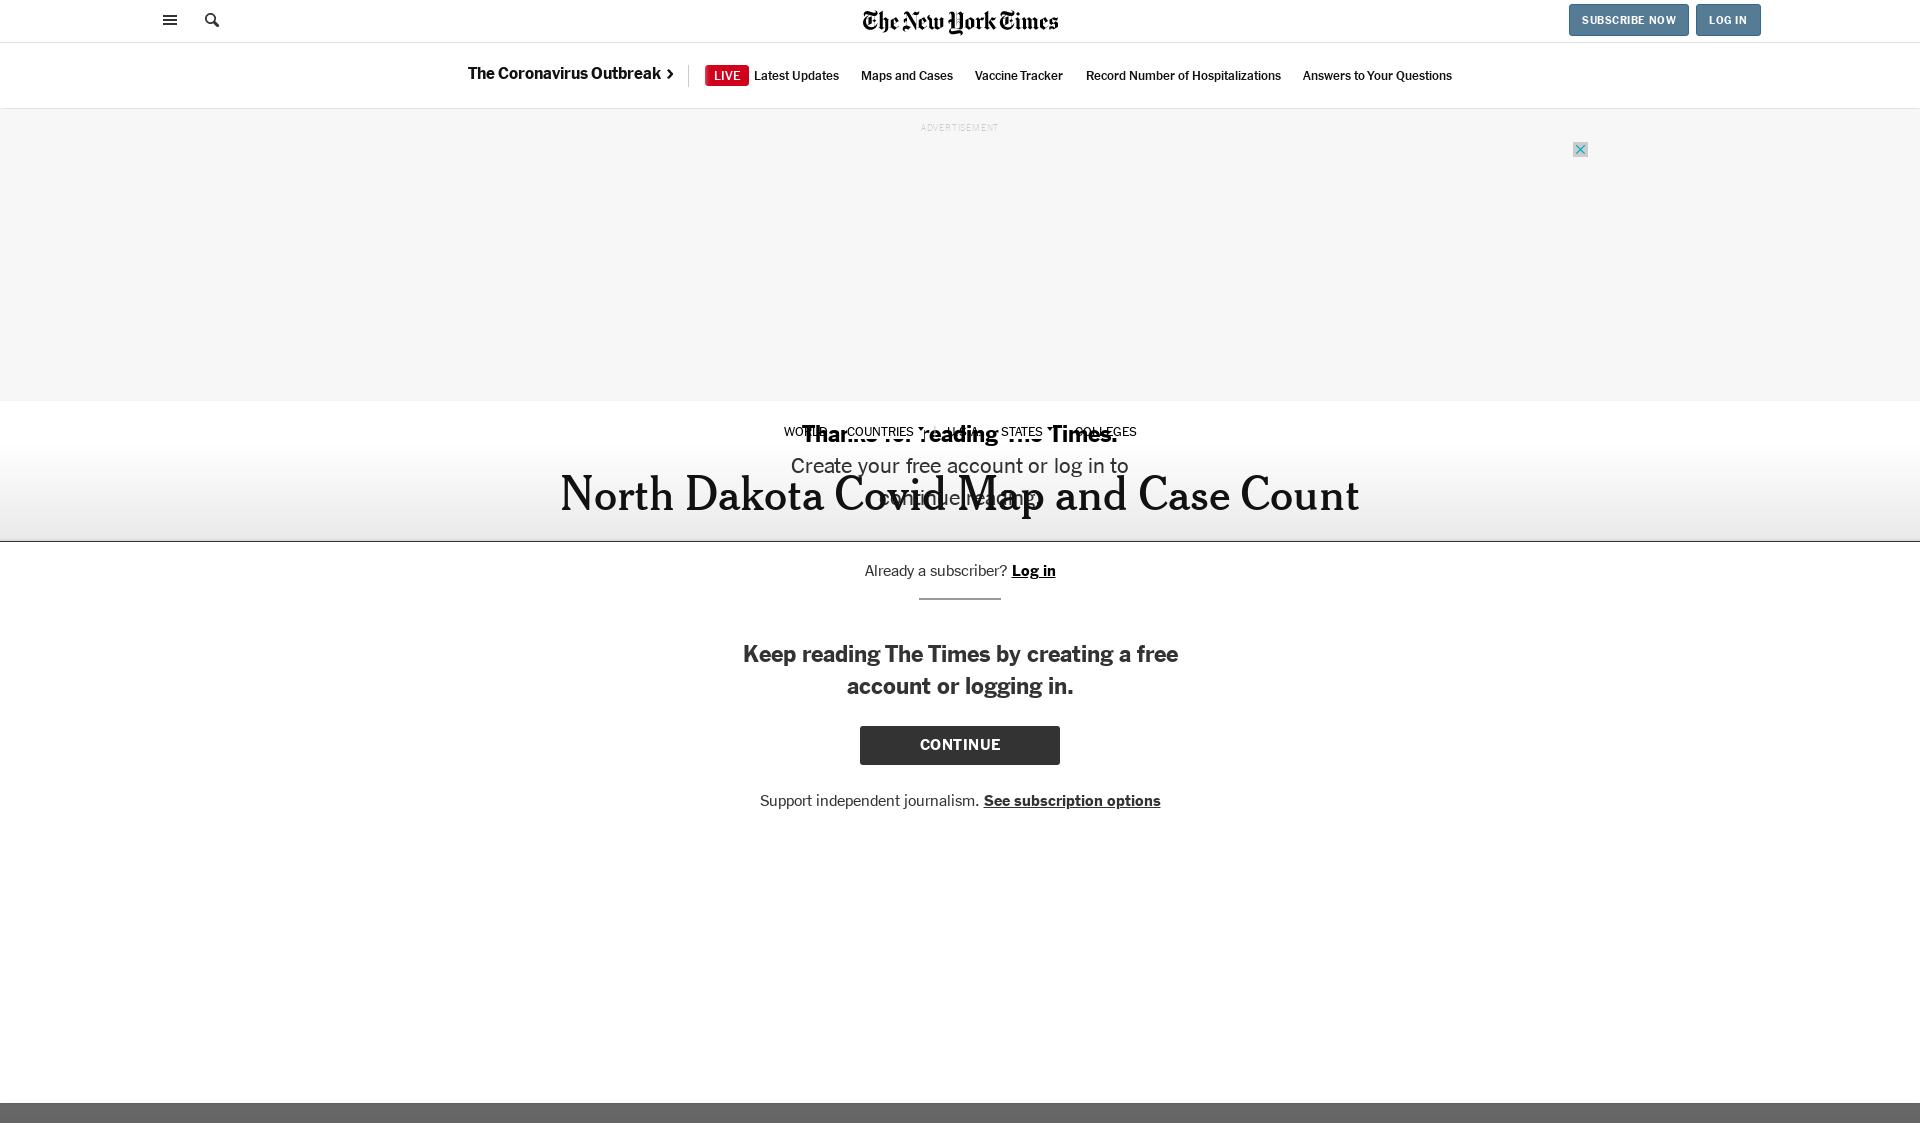 The New York Times
SUBSCRIBE NOW
LOG IN
The Coronavirus Outbreak
LIVE Latest Updates
Maps and Cases
Vaccine Tracker
Record Number of Hospitalizations
Answers to Your Questions
ADVERTISEMENT
WORLD COUNTRIES U.S.A. STATES COLLEGES
Thanks for reading The Times.
Create your free account or log in to
continue reading.
North Dakota Covid Map and Case Count
Already a subscriber? Log in
Keep reading The Times by creating a free
account or logging in.
CONTINUE
Support independent journalism. See subscription options